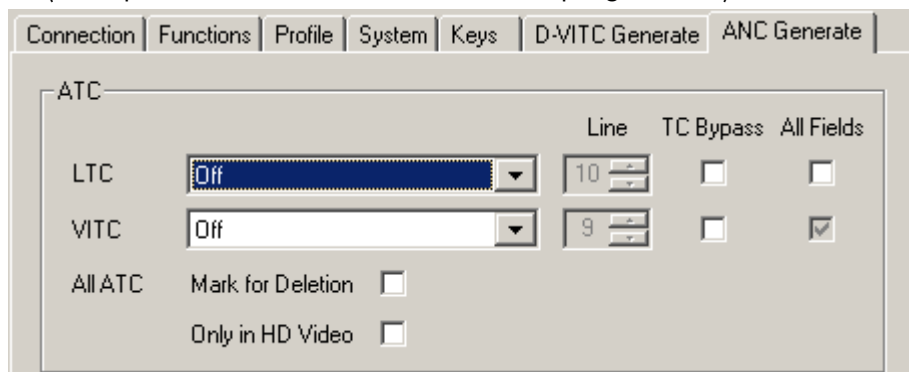 Connection Functions Profile System Keys D-VITC Generate ANC Generate
ATC
Line TC Bypass All Fields
LTC Off 10
VITC Off 9
All ATC Mark for Deletion
Only in HD Video